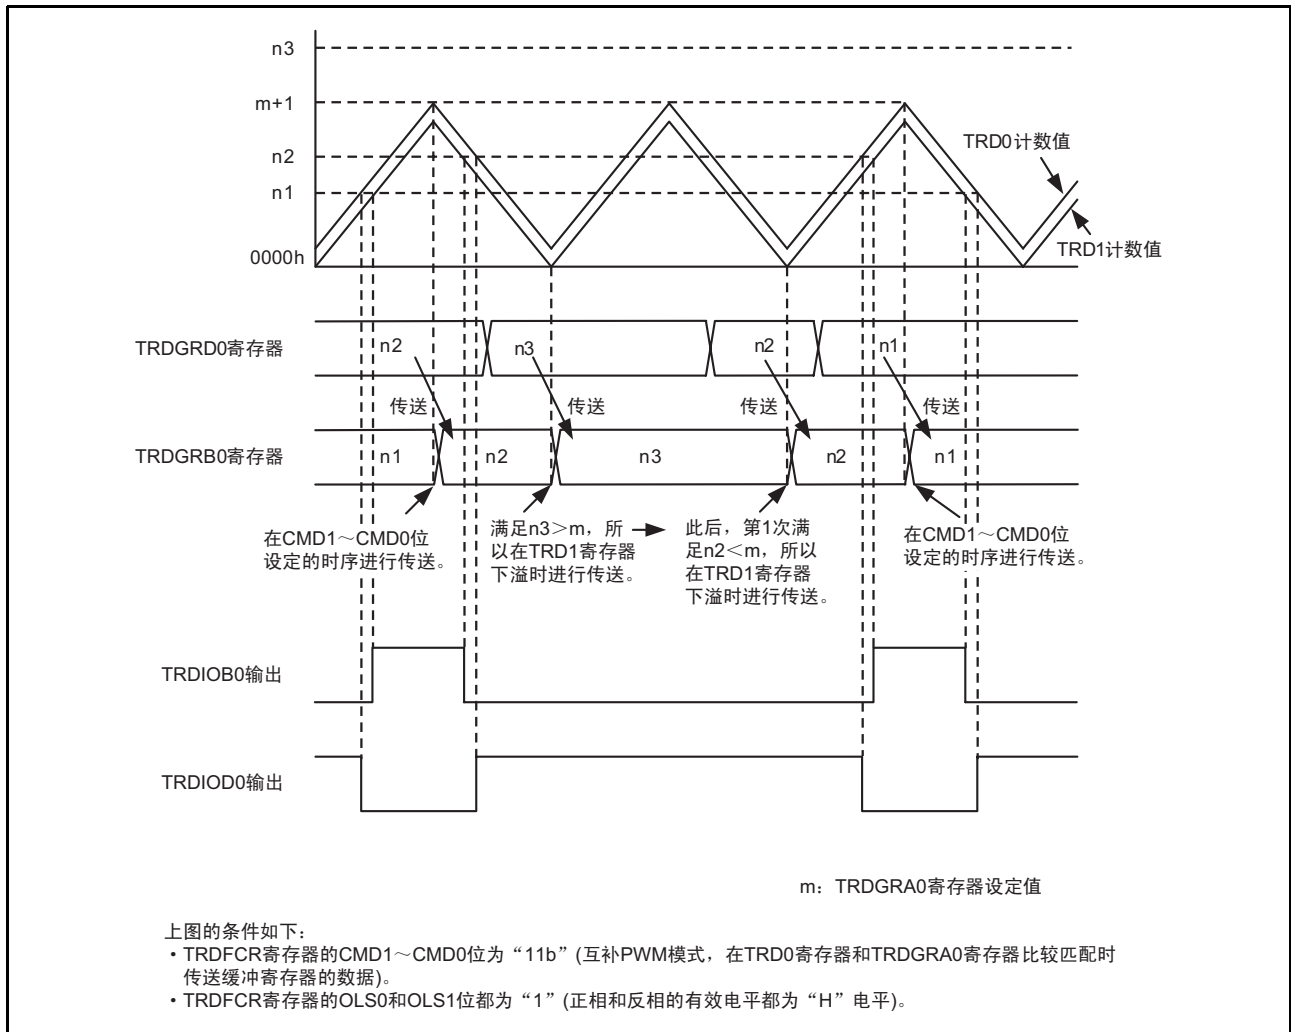 n3
m+1
n2
n1
0000h
TRD0计数值
TRD1计数值
TRDGRD0寄存器
n2
n3
n2
n1
传送
传送
传送
传送
TRDGRB0寄存器
n1
n2
n3
n2
n1
在CMD1～CMD0位
设定的时序进行传送。
满足n3＞m，所
以在TRD1寄存器
下溢时进行传送。
此后，第1次满
足n2＜m，所以
在TRD1寄存器
下溢时进行传送。
在CMD1～CMD0位
设定的时序进行传送。
TRDIOB0输出
TRDIOD0输出
m：TRDGRA0寄存器设定值
上图的条件如下：
・TRDFCR寄存器的CMD1～CMD0位为“11b”(互补PWM模式，在TRD0寄存器和TRDGRA0寄存器比较匹配时
传送缓冲寄存器的数据)。
・TRDFCR寄存器的OLS0和OLS1位都为“1”(正相和反相的有效电平都为“H”电平)。